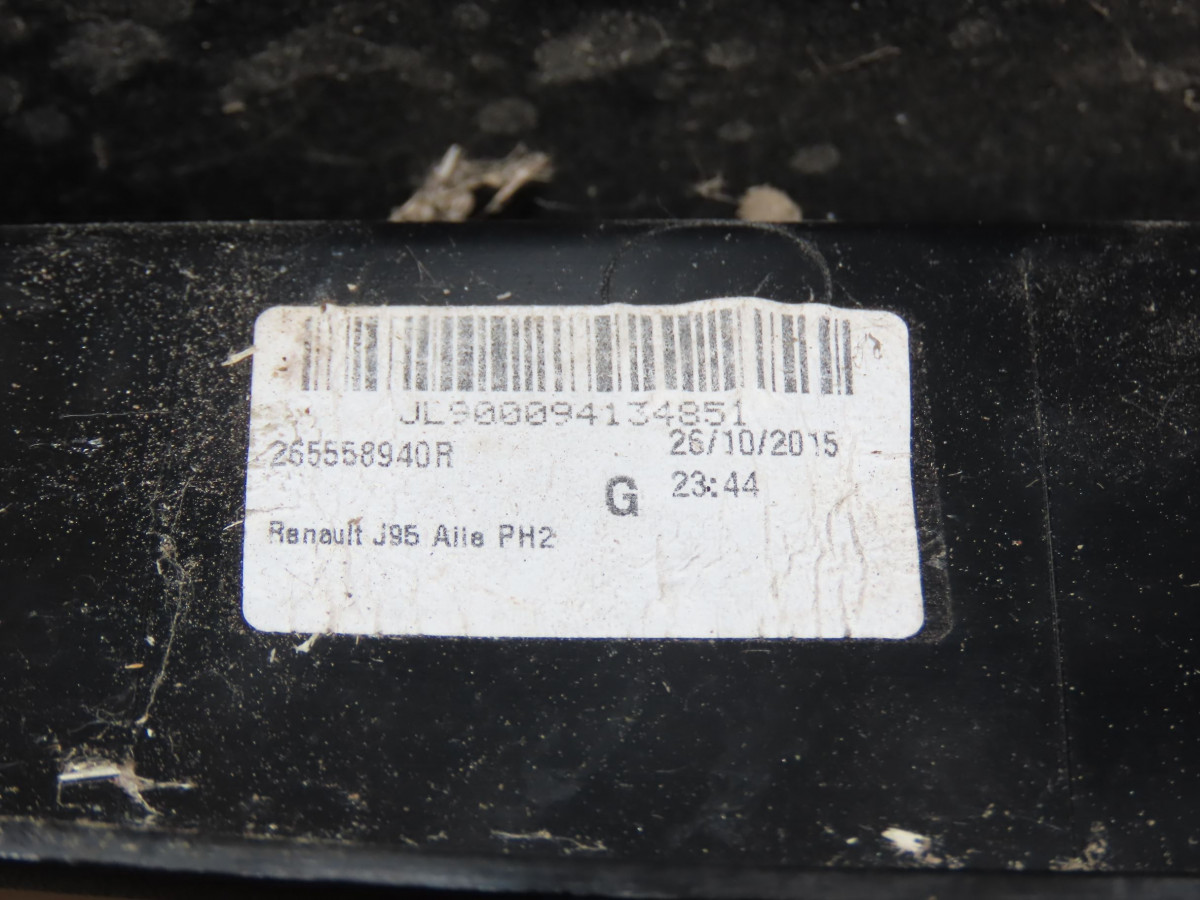 JL900094134851
265558940R
26/10/2015
G
23:44
Renault J95 Aile PH2